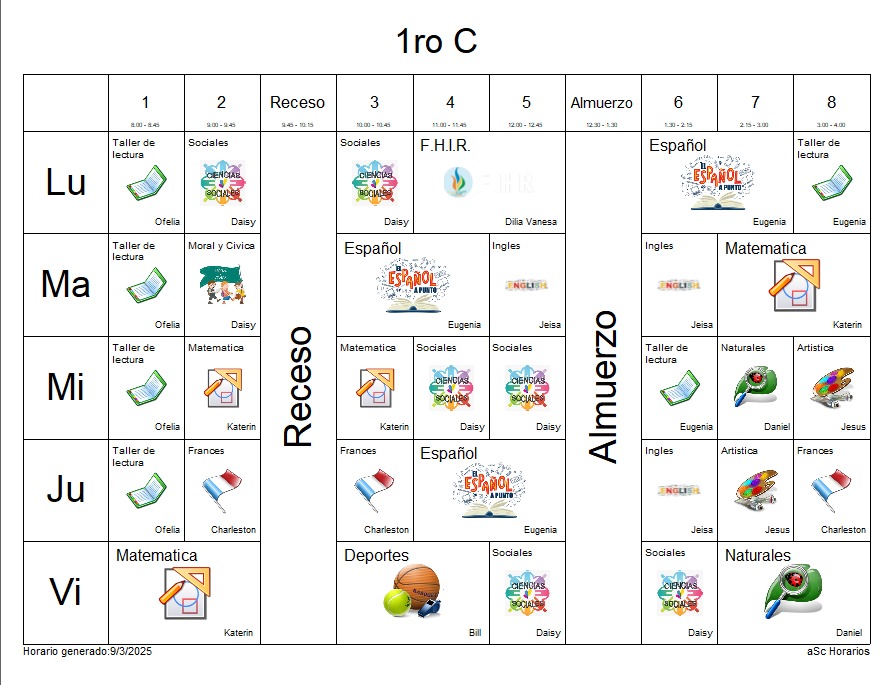 1ro C
1 2 Receso 3 4 5 Almuerzo 6 7 8
8:00 - 8:45 9:00 - 9:45 9:45 - 10:15 10:00 - 10:45 11:00 - 11:45 12:00 - 12:45 12:30 - 1:30 1:30 - 2:15 2:15 - 3:00 3:00 - 4:00
Lu
Taller de
lectura
Ofelia
Sociales
CIENCIAS
SOCIALES
Daisy
Sociales
CIENCIAS
SOCIALES
Daisy
F.H.I.R.
F H R
Dilia Vanesa
Español
EL
ESPAÑOL
A PUNTO
Eugenia
Taller de
lectura
Eugenia
Ma
Taller de
lectura
Ofelia
Moral y Civica
Daisy
Español
EL
ESPAÑOL
A PUNTO
Eugenia
Ingles
ENGLISH
Jeisa
Ingles
ENGLISH
Jeisa
Matematica
Katerin
Receso
Almuerzo
Mi
Taller de
lectura
Ofelia
Matematica
Katerin
Matematica
Katerin
Sociales
CIENCIAS
SOCIALES
Daisy
Sociales
CIENCIAS
SOCIALES
Daisy
Taller de
lectura
Eugenia
Naturales
Daniel
Artistica
Jesus
Ju
Taller de
lectura
Ofelia
Frances
Charleston
Frances
Charleston
Español
EL
ESPAÑOL
A PUNTO
Eugenia
Ingles
ENGLISH
Jeisa
Artistica
Jesus
Frances
Charleston
Vi
Matematica
Katerin
Deportes
Bill
Sociales
CIENCIAS
SOCIALES
Daisy
Sociales
CIENCIAS
SOCIALES
Daisy
Naturales
Daniel
Horario generado:9/3/2025
aSc Horarios